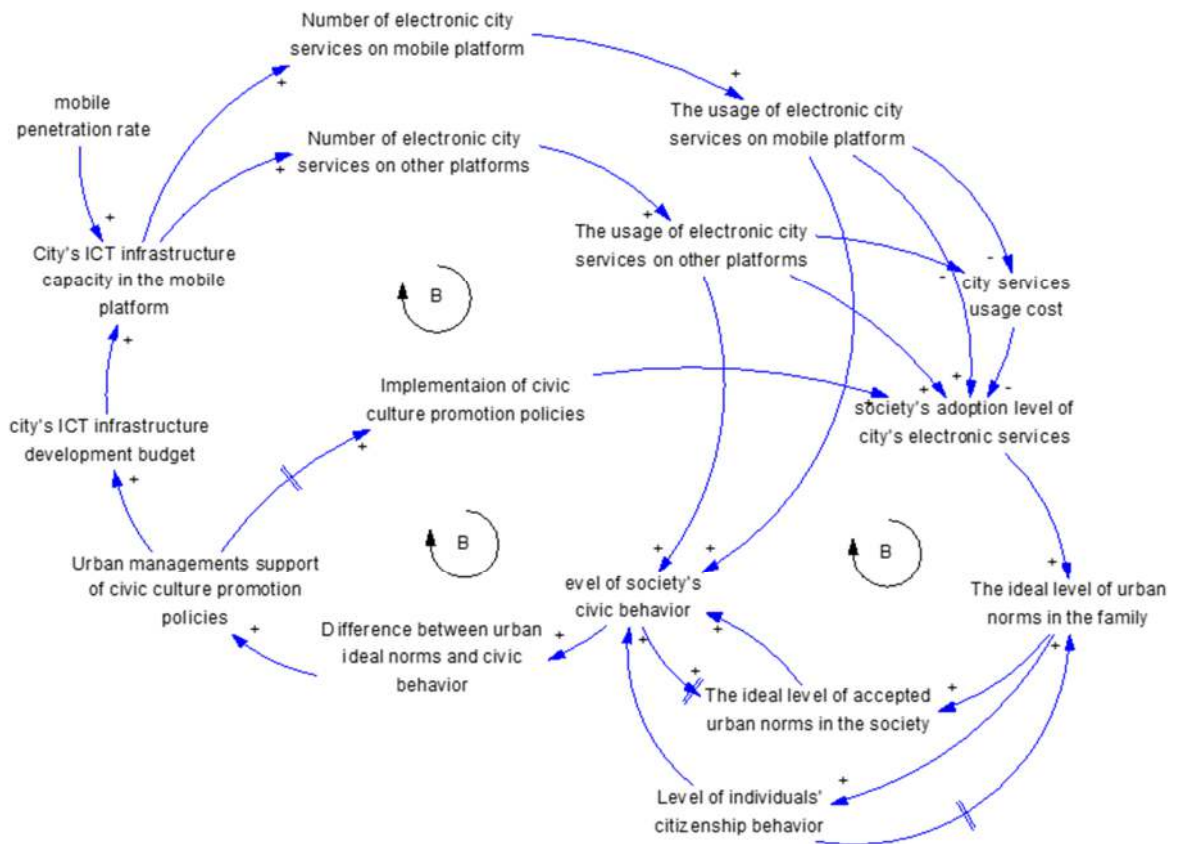 Number of electronic city
services on mobile platform
+
+
mobile
penetration rate
The usage of electronic city
services on mobile platform
Number of electronic city
services on other platforms
+
+
+
City's ICT infrastructure
capacity in the mobile
platform
The usage of electronic city
services on other platforms
-
-
city services
usage cost
B
+
Implementaion of civic
culture promotion policies
+
+
+
+
-
society's adoption level of
city's electronic services
city's ICT infrastructure
development budget
+
B
B
Urban managements support
of civic culture promotion
policies
+
+
+
evel of society's
civic behavior
+
The ideal level of urban
norms in the family
Difference between urban
ideal norms and civic
behavior
+
+
+
+
+
+
The ideal level of accepted
urban norms in the society
+
Level of individuals'
citizenship behavior
+